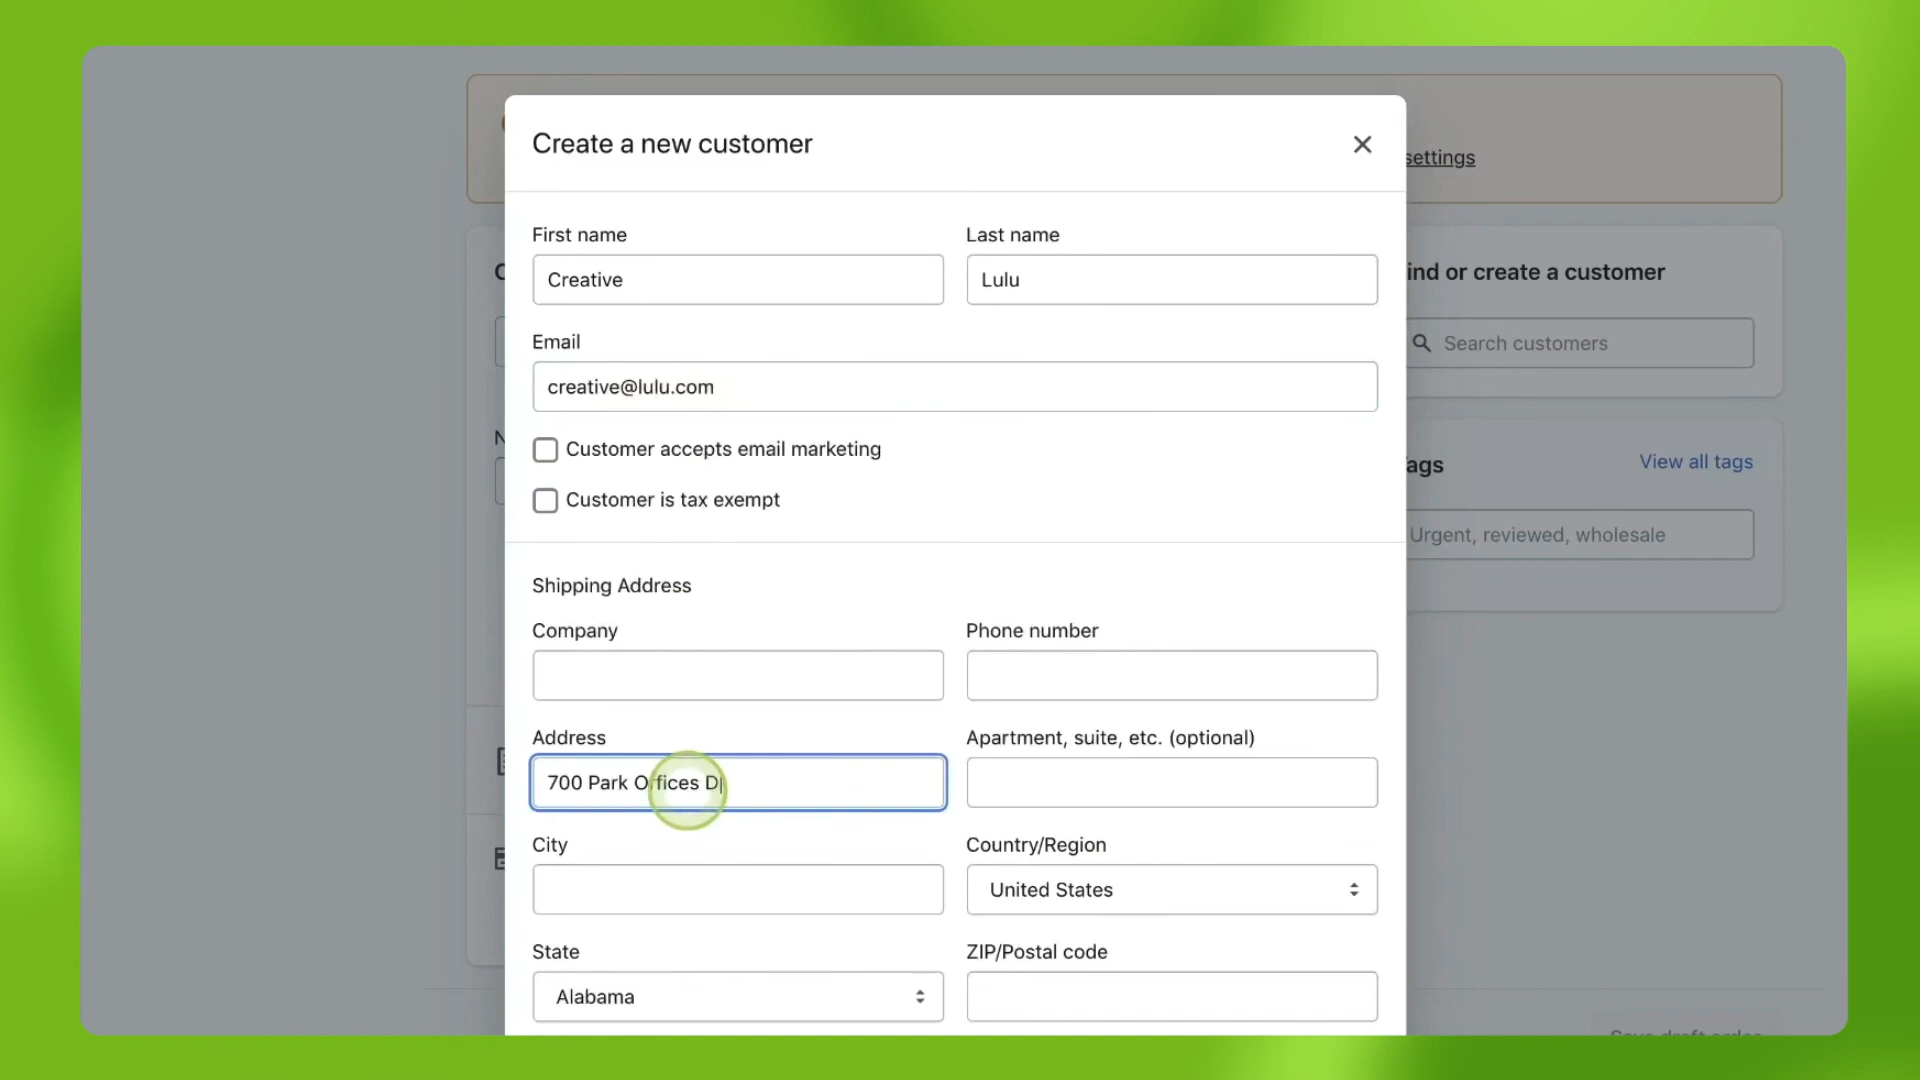 Create a new customer
settings
First name
Last name
Creative
Lulu
ind or create a customer
Email
Search customers
creative@lulu.com
Customer accepts email marketing
View all tags
ags
Customer is tax exempt
Urgent, reviewed, wholesale
Shipping Address
Company
Phone number
Address
Apartment, suite, etc. (optional)
700 Park Offices D
City
Country/Region
United States
State
ZIP/Postal code
Alabama
Save draft order